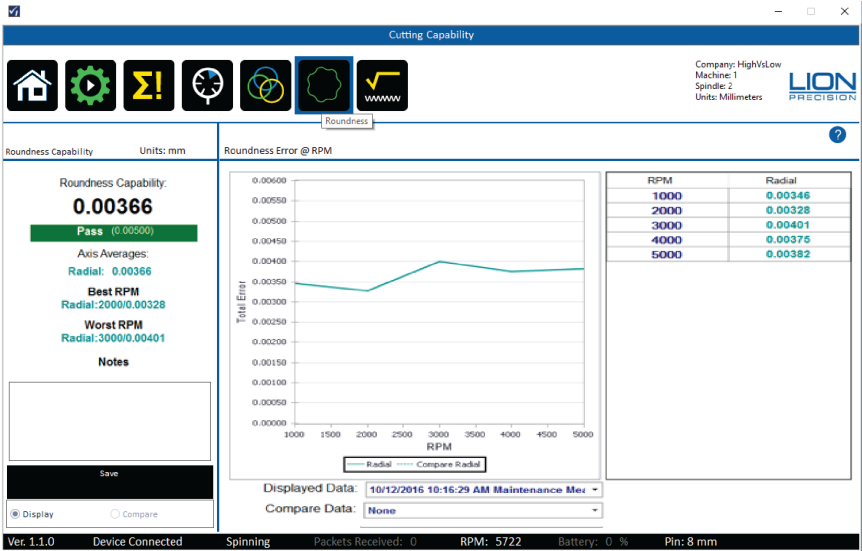 Cutting Capability
Σ!
Company: HighVsLow
Machine: 1
Spindle: 2
Units: Millimeters
LION
PRECISION
Roundness
?
Roundness Capability Units: mm
Roundness Error @ RPM
Roundness Capability:
0.00366
Pass (0.00500)
Axis Averages:
Radial: 0.00366
Best RPM
Radial:2000/0.00328
Worst RPM
Radial:3000/0.00401
Notes
Save
Display Compare
Total Error
0.00600
0.00550
0.00500
0.00450
0.00400
0.00350
0.00300
0.00250
0.00200
0.00150
0.00100
0.00050
0.00000
1000 1500 2000 2500 3000 3500 4000 4500 5000
RPM
Radial Compare Radial
RPM Radial
1000 0.00346
2000 0.00328
3000 0.00401
4000 0.00375
5000 0.00382
Displayed Data: 10/12/2016 10:16:29 AM Maintenance Mea
Compare Data: None
Ver. 1.1.0 Device Connected Spinning Packets Received: 0 RPM: 5722 Battery: 0 % Pin: 8 mm